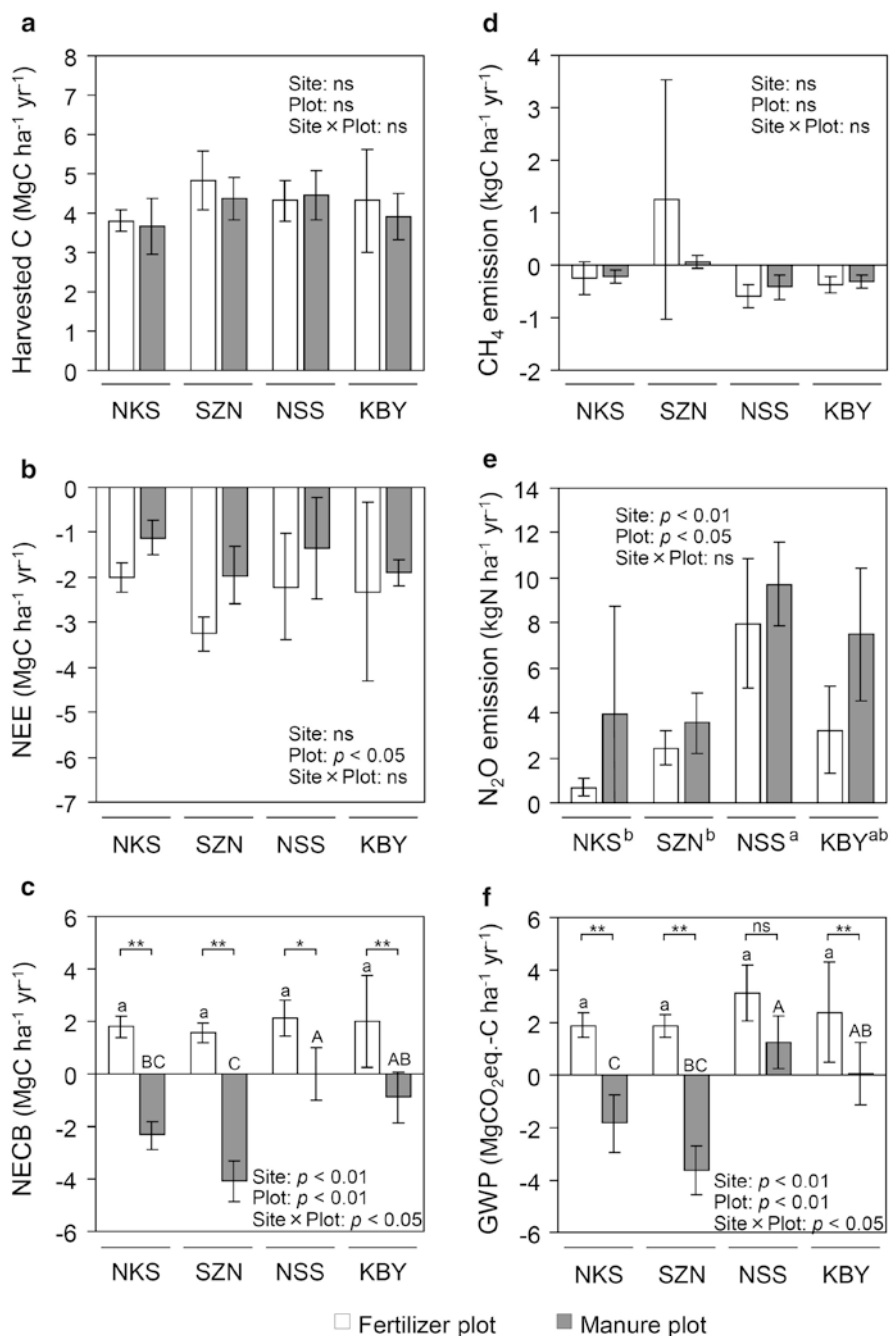 a
Harvested C (MgC ha⁻¹ yr⁻¹)
8
7
6
5
4
3
2
1
0
Site: ns
Plot: ns
Site × Plot: ns
NKS SZN NSS KBY
b
NEE (MgC ha⁻¹ yr⁻¹)
0
-1
-2
-3
-4
-5
-6
-7
Site: ns
Plot: p < 0.05
Site × Plot: ns
NKS SZN NSS KBY
c
NECB (MgC ha⁻¹ yr⁻¹)
6
4
2
0
-2
-4
-6
** ** * **
a a a a
BC C A AB
Site: p < 0.01
Plot: p < 0.01
Site × Plot: p < 0.05
NKS SZN NSS KBY
d
CH₄ emission (kgC ha⁻¹ yr⁻¹)
4
3
2
1
0
-1
-2
Site: ns
Plot: ns
Site × Plot: ns
NKS SZN NSS KBY
e
N₂O emission (kgN ha⁻¹ yr⁻¹)
14
12
10
8
6
4
2
0
Site: p < 0.01
Plot: p < 0.05
Site × Plot: ns
NKSᵇ SZNᵇ NSSᵃ KBYᵃᵇ
f
GWP (MgCO₂eq.-C ha⁻¹ yr⁻¹)
6
4
2
0
-2
-4
-6
** ** ns **
a a a a
C BC A AB
Site: p < 0.01
Plot: p < 0.01
Site × Plot: p < 0.05
NKS SZN NSS KBY
Fertilizer plot Manure plot